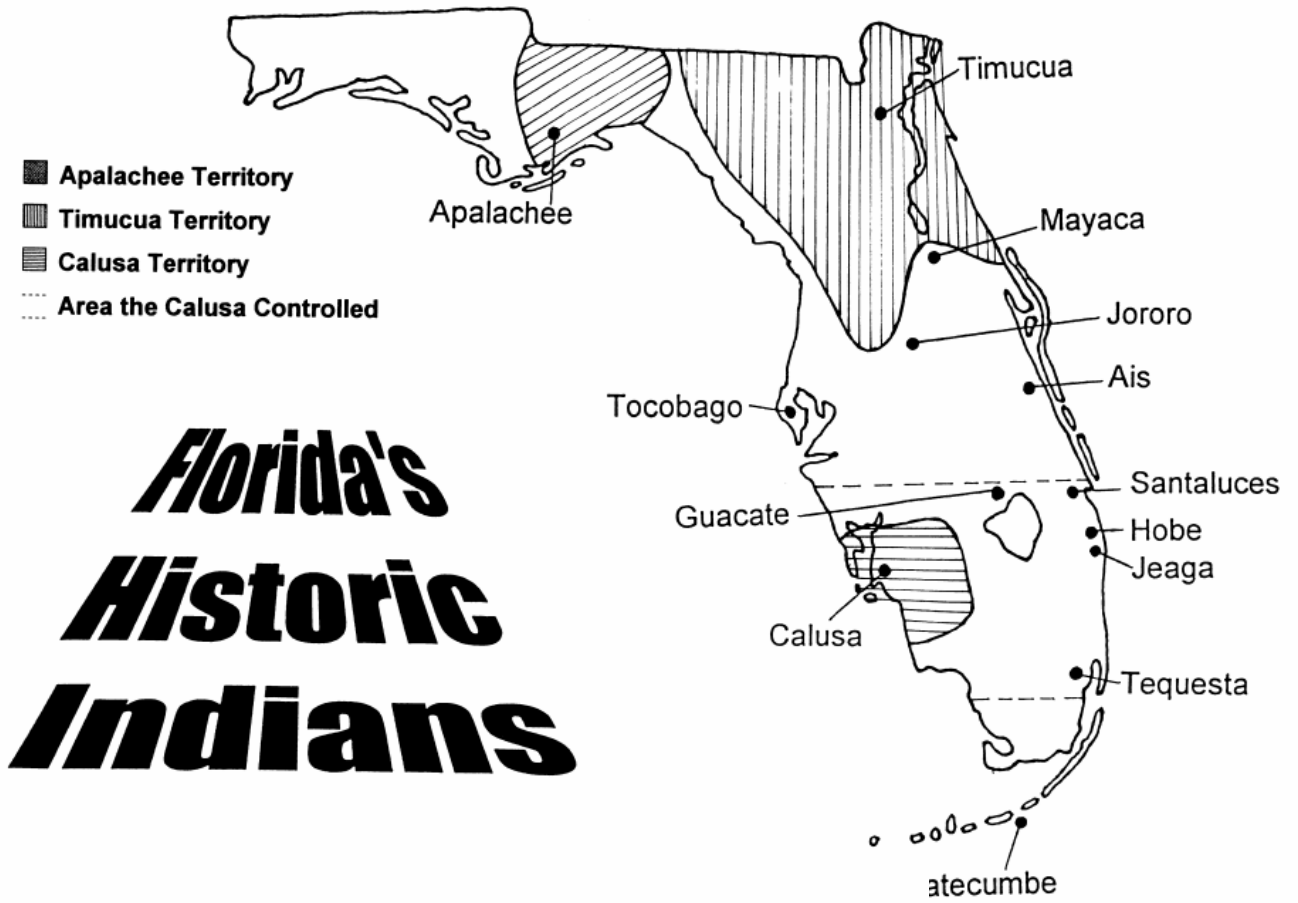 Timucua
Apalachee Territory
Timucua Territory
Apalachee
Mayaca
Calusa Territory
Area the Calusa Controlled
Jororo
Ais
Tocobago
Florida's
Santaluces
Guacate
Hobe
Jeaga
Historic
Calusa
Tequesta
Indians
atecumbe